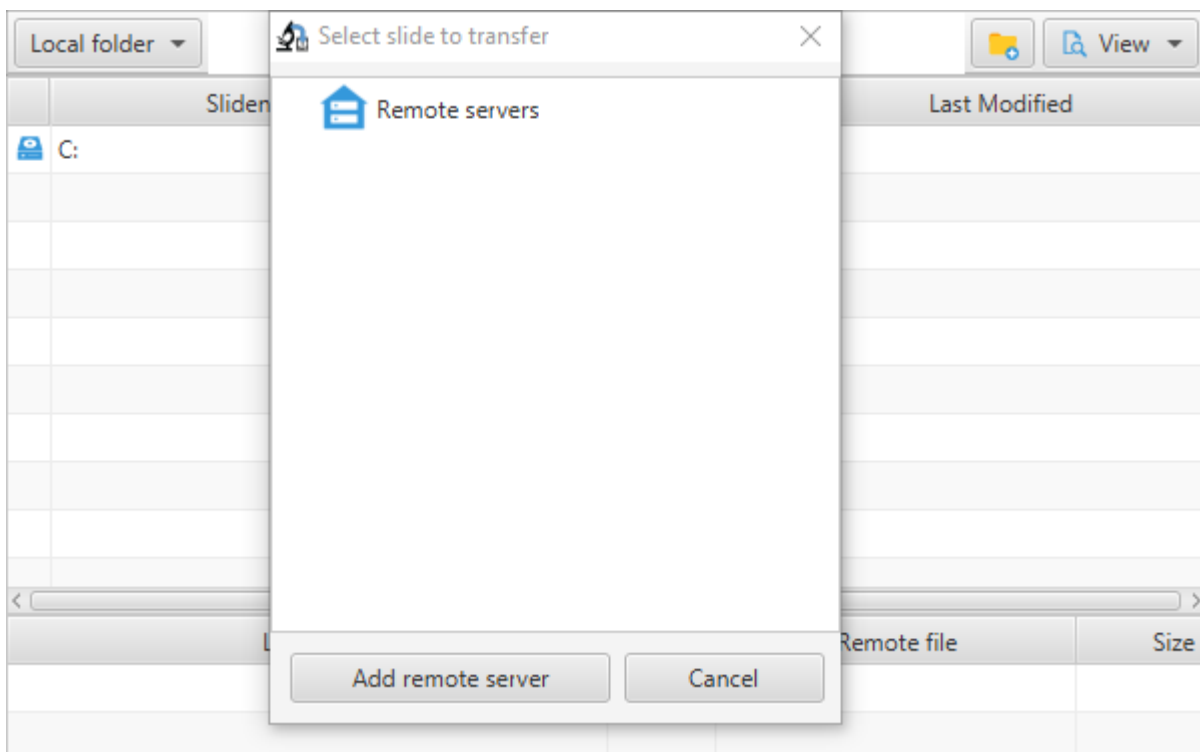 Local folder
Select slide to transfer
View
Sliden
Last Modified
Remote servers
C:
Remote file
Size
Add remote server
Cancel